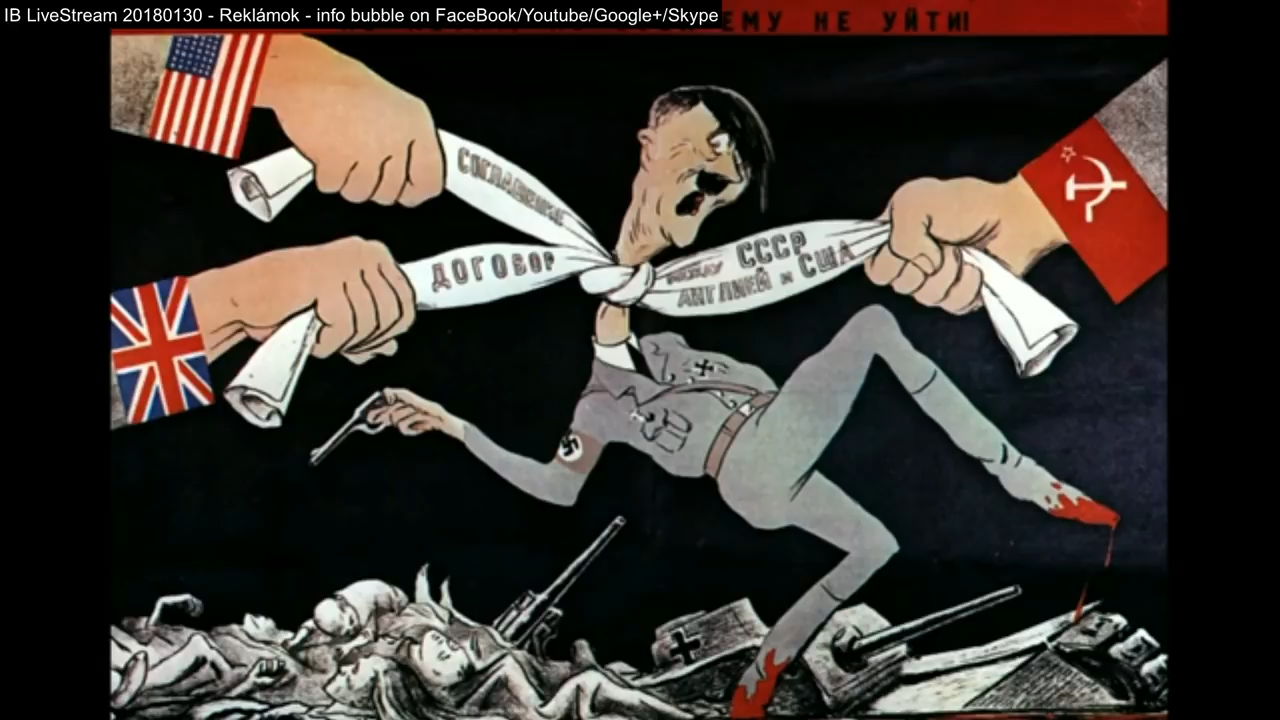 IB LiveStream 20180130 - Reklámok - info bubble on FaceBook/Youtube/Google+/Skype
ЕМУ НЕ УЙТИ!
СОГЛАШЕНИЕ
ДОГОВОР
МЕЖДУ СССР
АНГЛИЕЙ и США